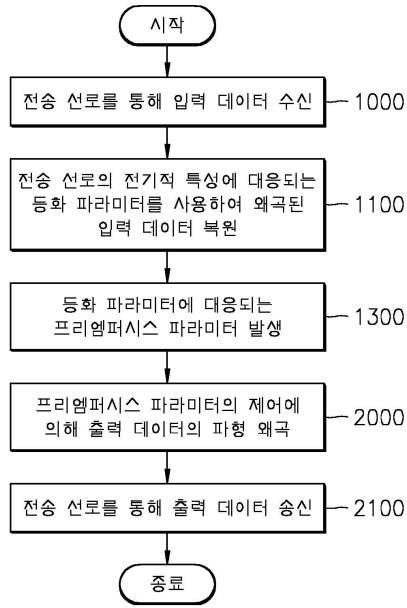 시작
전송 선로를 통해 입력 데이터 수신
1000
전송 선로의 전기적 특성에 대응되는
등화 파라미터를 사용하여 왜곡된
입력 데이터 복원
1100
등화 파라미터에 대응되는
프리엠퍼시스 파라미터 발생
1300
프리엠퍼시스 파라미터의 제어에
의해 출력 데이터의 파형 왜곡
2000
전송 선로를 통해 출력 데이터 송신
2100
종료